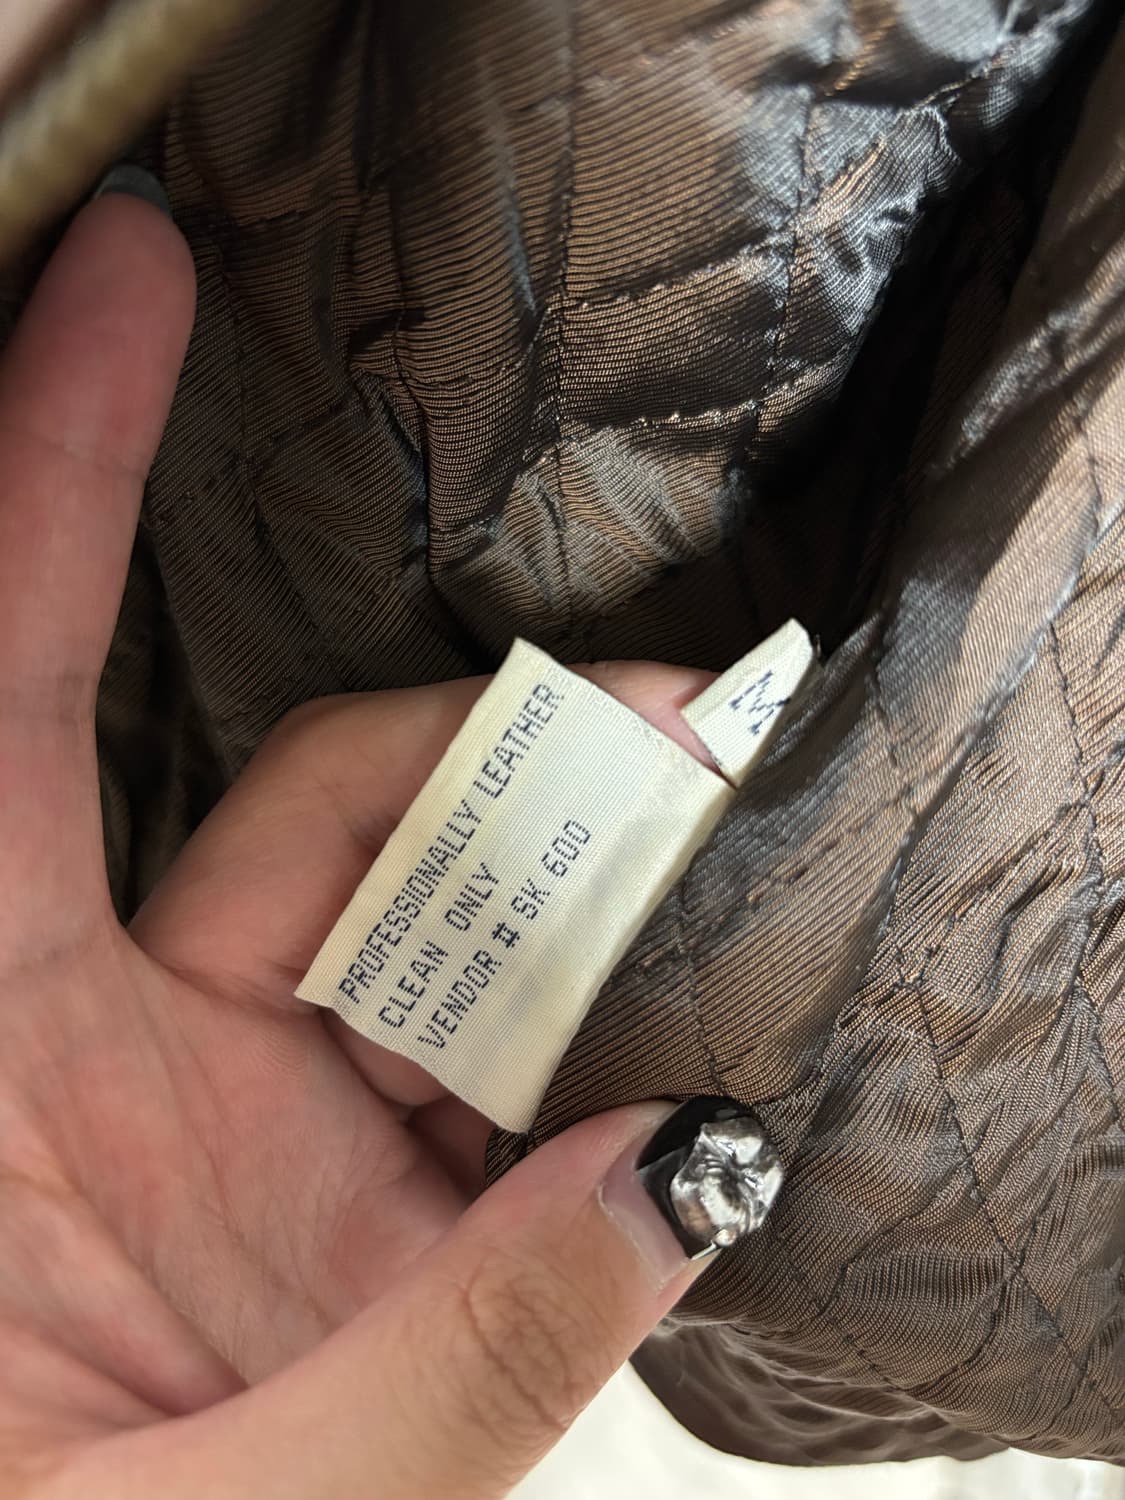 PROFESSIONALLY LEATHER
CLEAN ONLY
VENDOR # SK 600
M